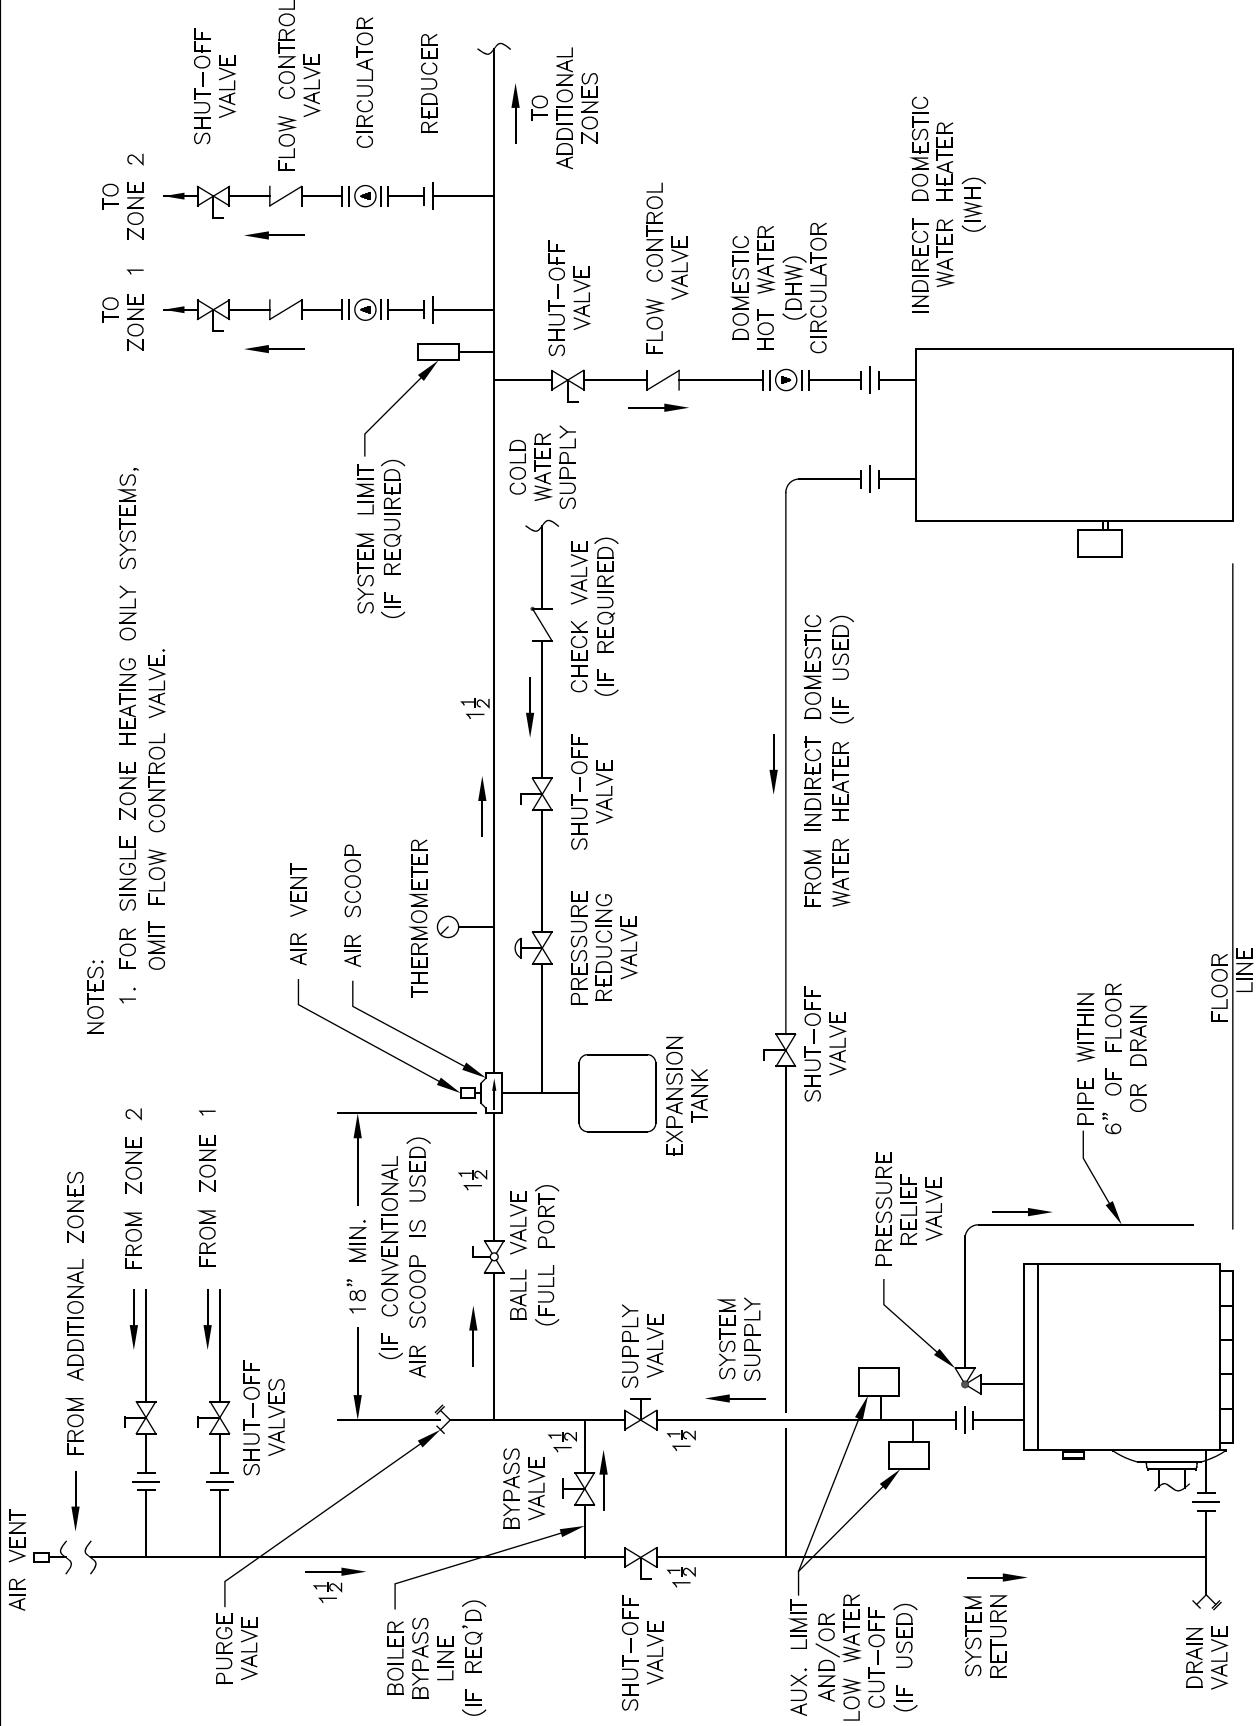 AIR VENT
FROM ADDITIONAL ZONES
FROM ZONE 2
FROM ZONE 1
SHUT-OFF
VALVES
PURGE
VALVE
1 1/2
NOTES:
1. FOR SINGLE ZONE HEATING ONLY SYSTEMS,
OMIT FLOW CONTROL VALVE.
TO
ZONE 1
TO
ZONE 2
SHUT-OFF
VALVE
FLOW CONTROL
VALVE
CIRCULATOR
REDUCER
TO
ADDITIONAL
ZONES
SYSTEM LIMIT
(IF REQUIRED)
AIR VENT
AIR SCOOP
THERMOMETER
18" MIN.
(IF CONVENTIONAL
AIR SCOOP IS USED)
1 1/2
1 1/2
BALL VALVE
(FULL PORT)
COLD
WATER
SUPPLY
CHECK VALVE
(IF REQUIRED)
SHUT-OFF
VALVE
PRESSURE
REDUCING
VALVE
EXPANSION
TANK
SHUT-OFF
VALVE
FLOW CONTROL
VALVE
DOMESTIC
HOT WATER
(DHW)
CIRCULATOR
INDIRECT DOMESTIC
WATER HEATER
(IWH)
BOILER
BYPASS
LINE
(IF REQ'D)
BYPASS
VALVE
1 1/2
SUPPLY
VALVE
1 1/2
SYSTEM
SUPPLY
SHUT-OFF
VALVE
1 1/2
FROM INDIRECT DOMESTIC
WATER HEATER (IF USED)
SHUT-OFF
VALVE
AUX. LIMIT
AND/OR
LOW WATER
CUT-OFF
(IF USED)
PRESSURE
RELIEF
VALVE
PIPE WITHIN
6" OF FLOOR
OR DRAIN
SYSTEM
RETURN
DRAIN
VALVE
FLOOR
LINE